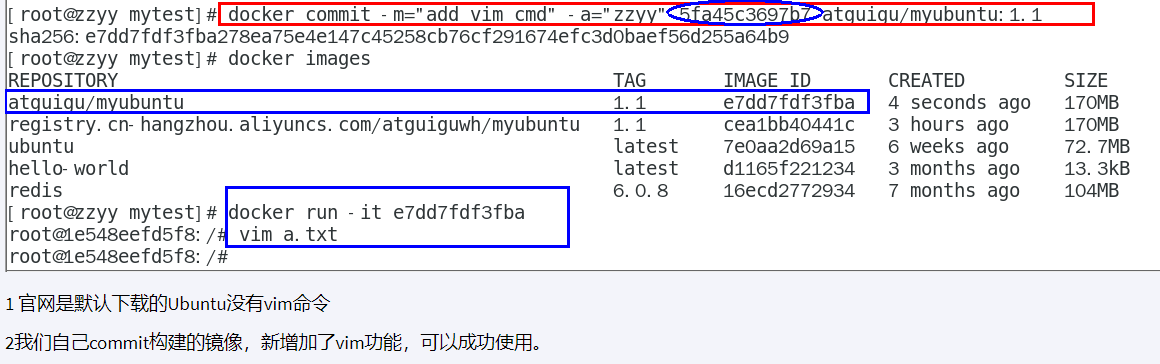 [root@zzyy mytest]# docker commit -m="add vim cmd" -a="zzyy" 5fa45c3697b7 atguigu/myubuntu:1.1
sha256:e7dd7fdf3fba278ea75e4e147c45258cb76cf291674efc3d0baef56d255a64b9
[root@zzyy mytest]# docker images
REPOSITORY TAG IMAGE ID CREATED SIZE
atguigu/myubuntu 1.1 e7dd7fdf3fba 4 seconds ago 170MB
registry.cn-hangzhou.aliyuncs.com/atguiguwh/myubuntu 1.1 cea1bb40441c 3 hours ago 170MB
ubuntu latest 7e0aa2d69a15 6 weeks ago 72.7MB
hello-world latest d1165f221234 3 months ago 13.3kB
redis 6.0.8 16ecd2772934 7 months ago 104MB
[root@zzyy mytest]# docker run -it e7dd7fdf3fba
root@1e548eefd5f8:/# vim a.txt
root@1e548eefd5f8:/#
1 官网是默认下载的Ubuntu没有vim命令
2我们自己commit构建的镜像，新增加了vim功能，可以成功使用。